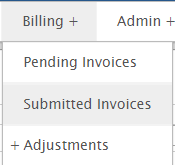 Billing + Admin +
Pending Invoices
Submitted Invoices
+ Adjustments